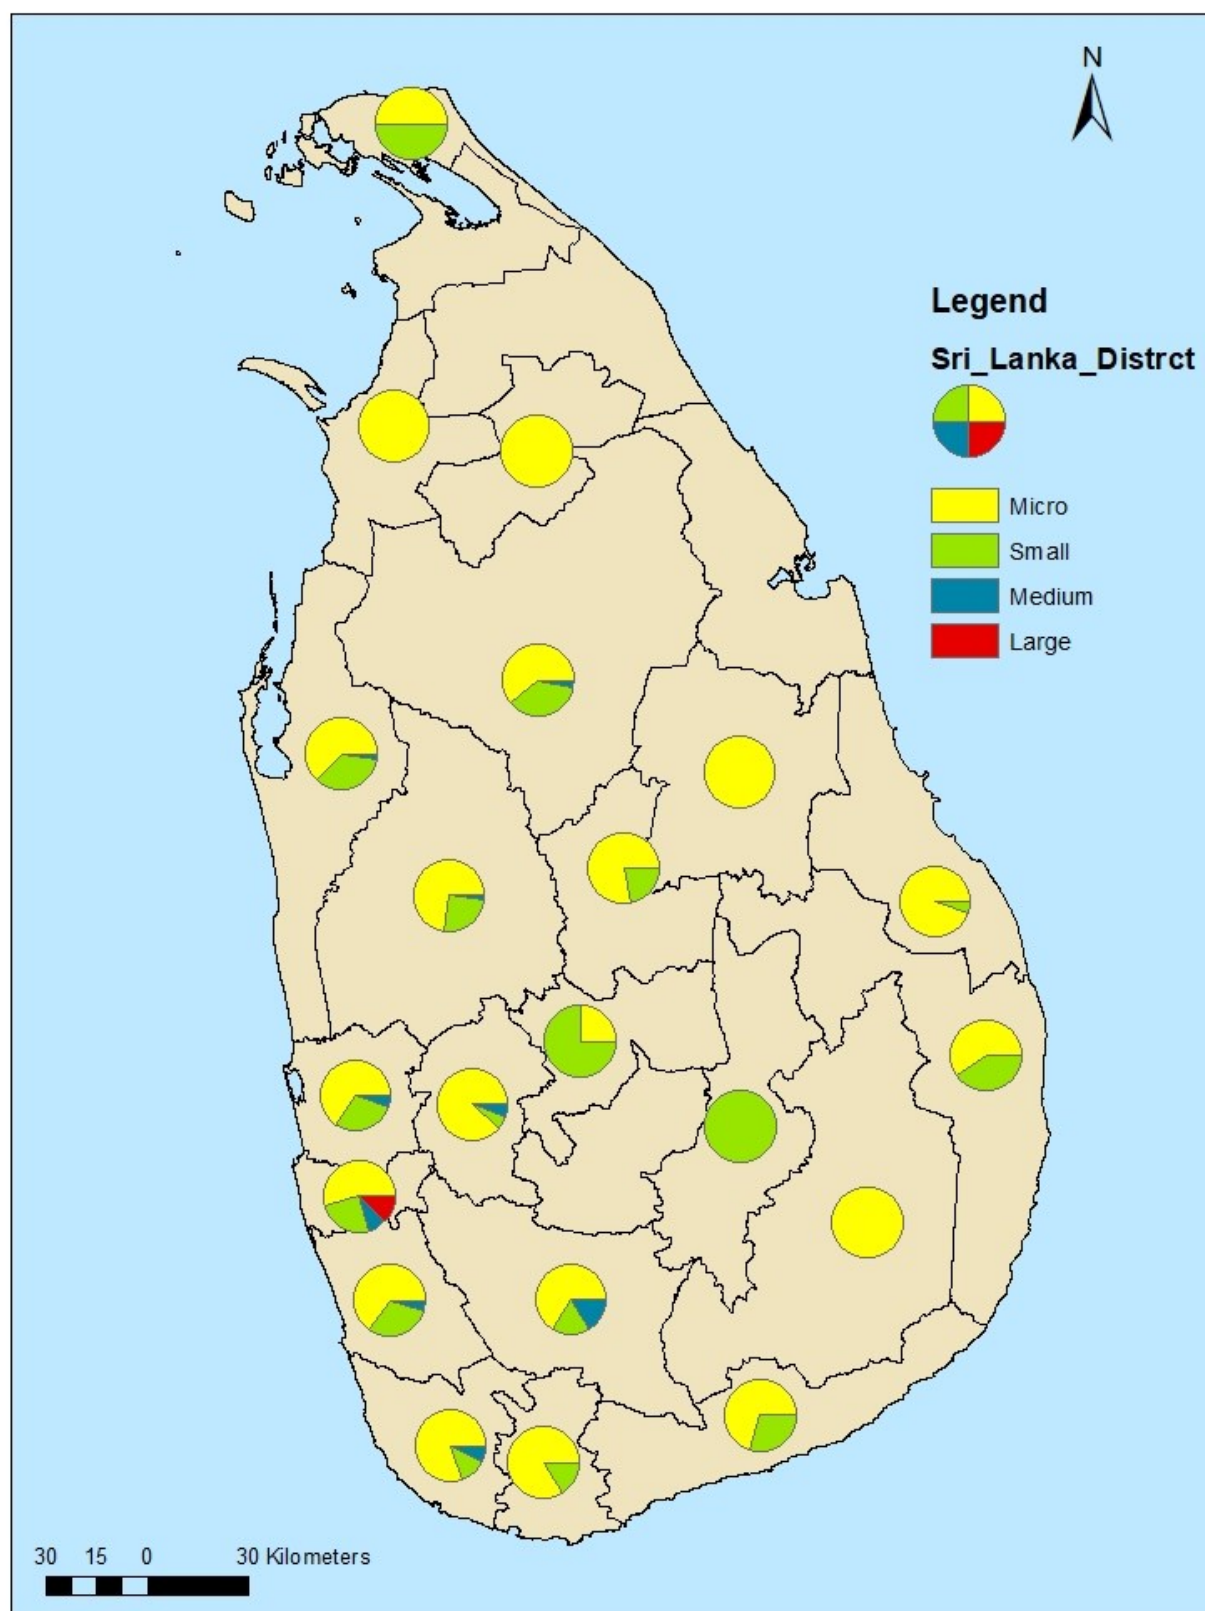 N
Legend
Sri_Lanka_Distrct
Micro
Small
Medium
Large
30 15 0 30 Kilometers